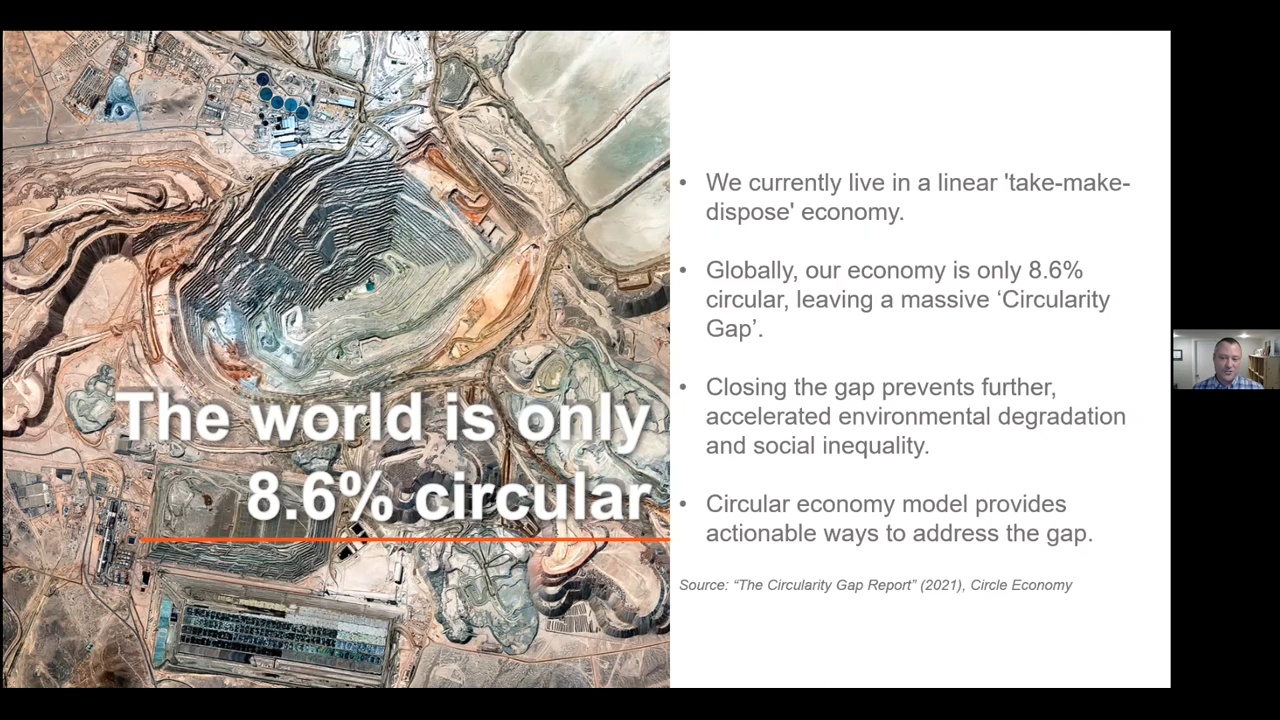 The world is only
8.6% circular
• We currently live in a linear 'take-make-
dispose' economy.
• Globally, our economy is only 8.6%
circular, leaving a massive ‘Circularity
Gap’.
• Closing the gap prevents further,
accelerated environmental degradation
and social inequality.
• Circular economy model provides
actionable ways to address the gap.
Source: “The Circularity Gap Report” (2021), Circle Economy